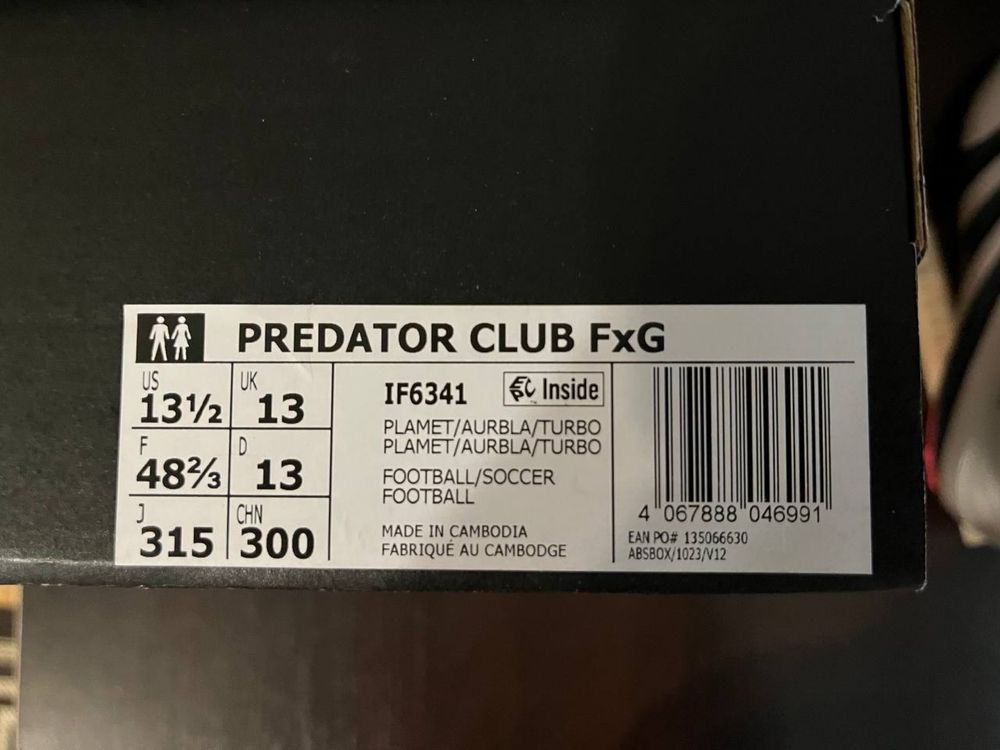 PREDATOR CLUB FxG
US
13½
UK
13
F
48⅔
D
13
J
315
CHN
300
IF6341
Inside
PLAMET/AURBLA/TURBO
PLAMET/AURBLA/TURBO
FOOTBALL/SOCCER
FOOTBALL
MADE IN CAMBODIA
FABRIQUÉ AU CAMBODGE
4 067888 046991
EAN PO# 135066630
ABSBOX/1023/V12